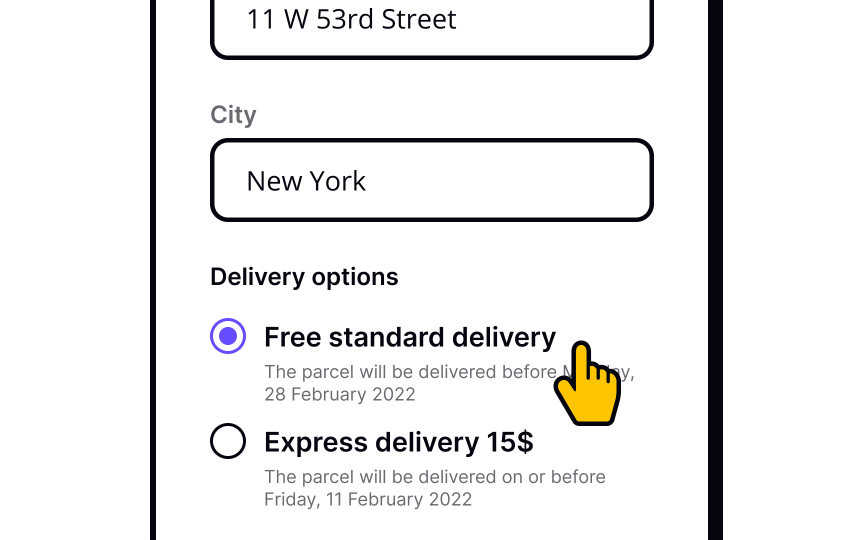 11 W 53rd Street
City
New York
Delivery options
Free standard delivery
The parcel will be delivered before
28 February 2022
Express delivery 15$
The parcel will be delivered on or before
Friday, 11 February 2022